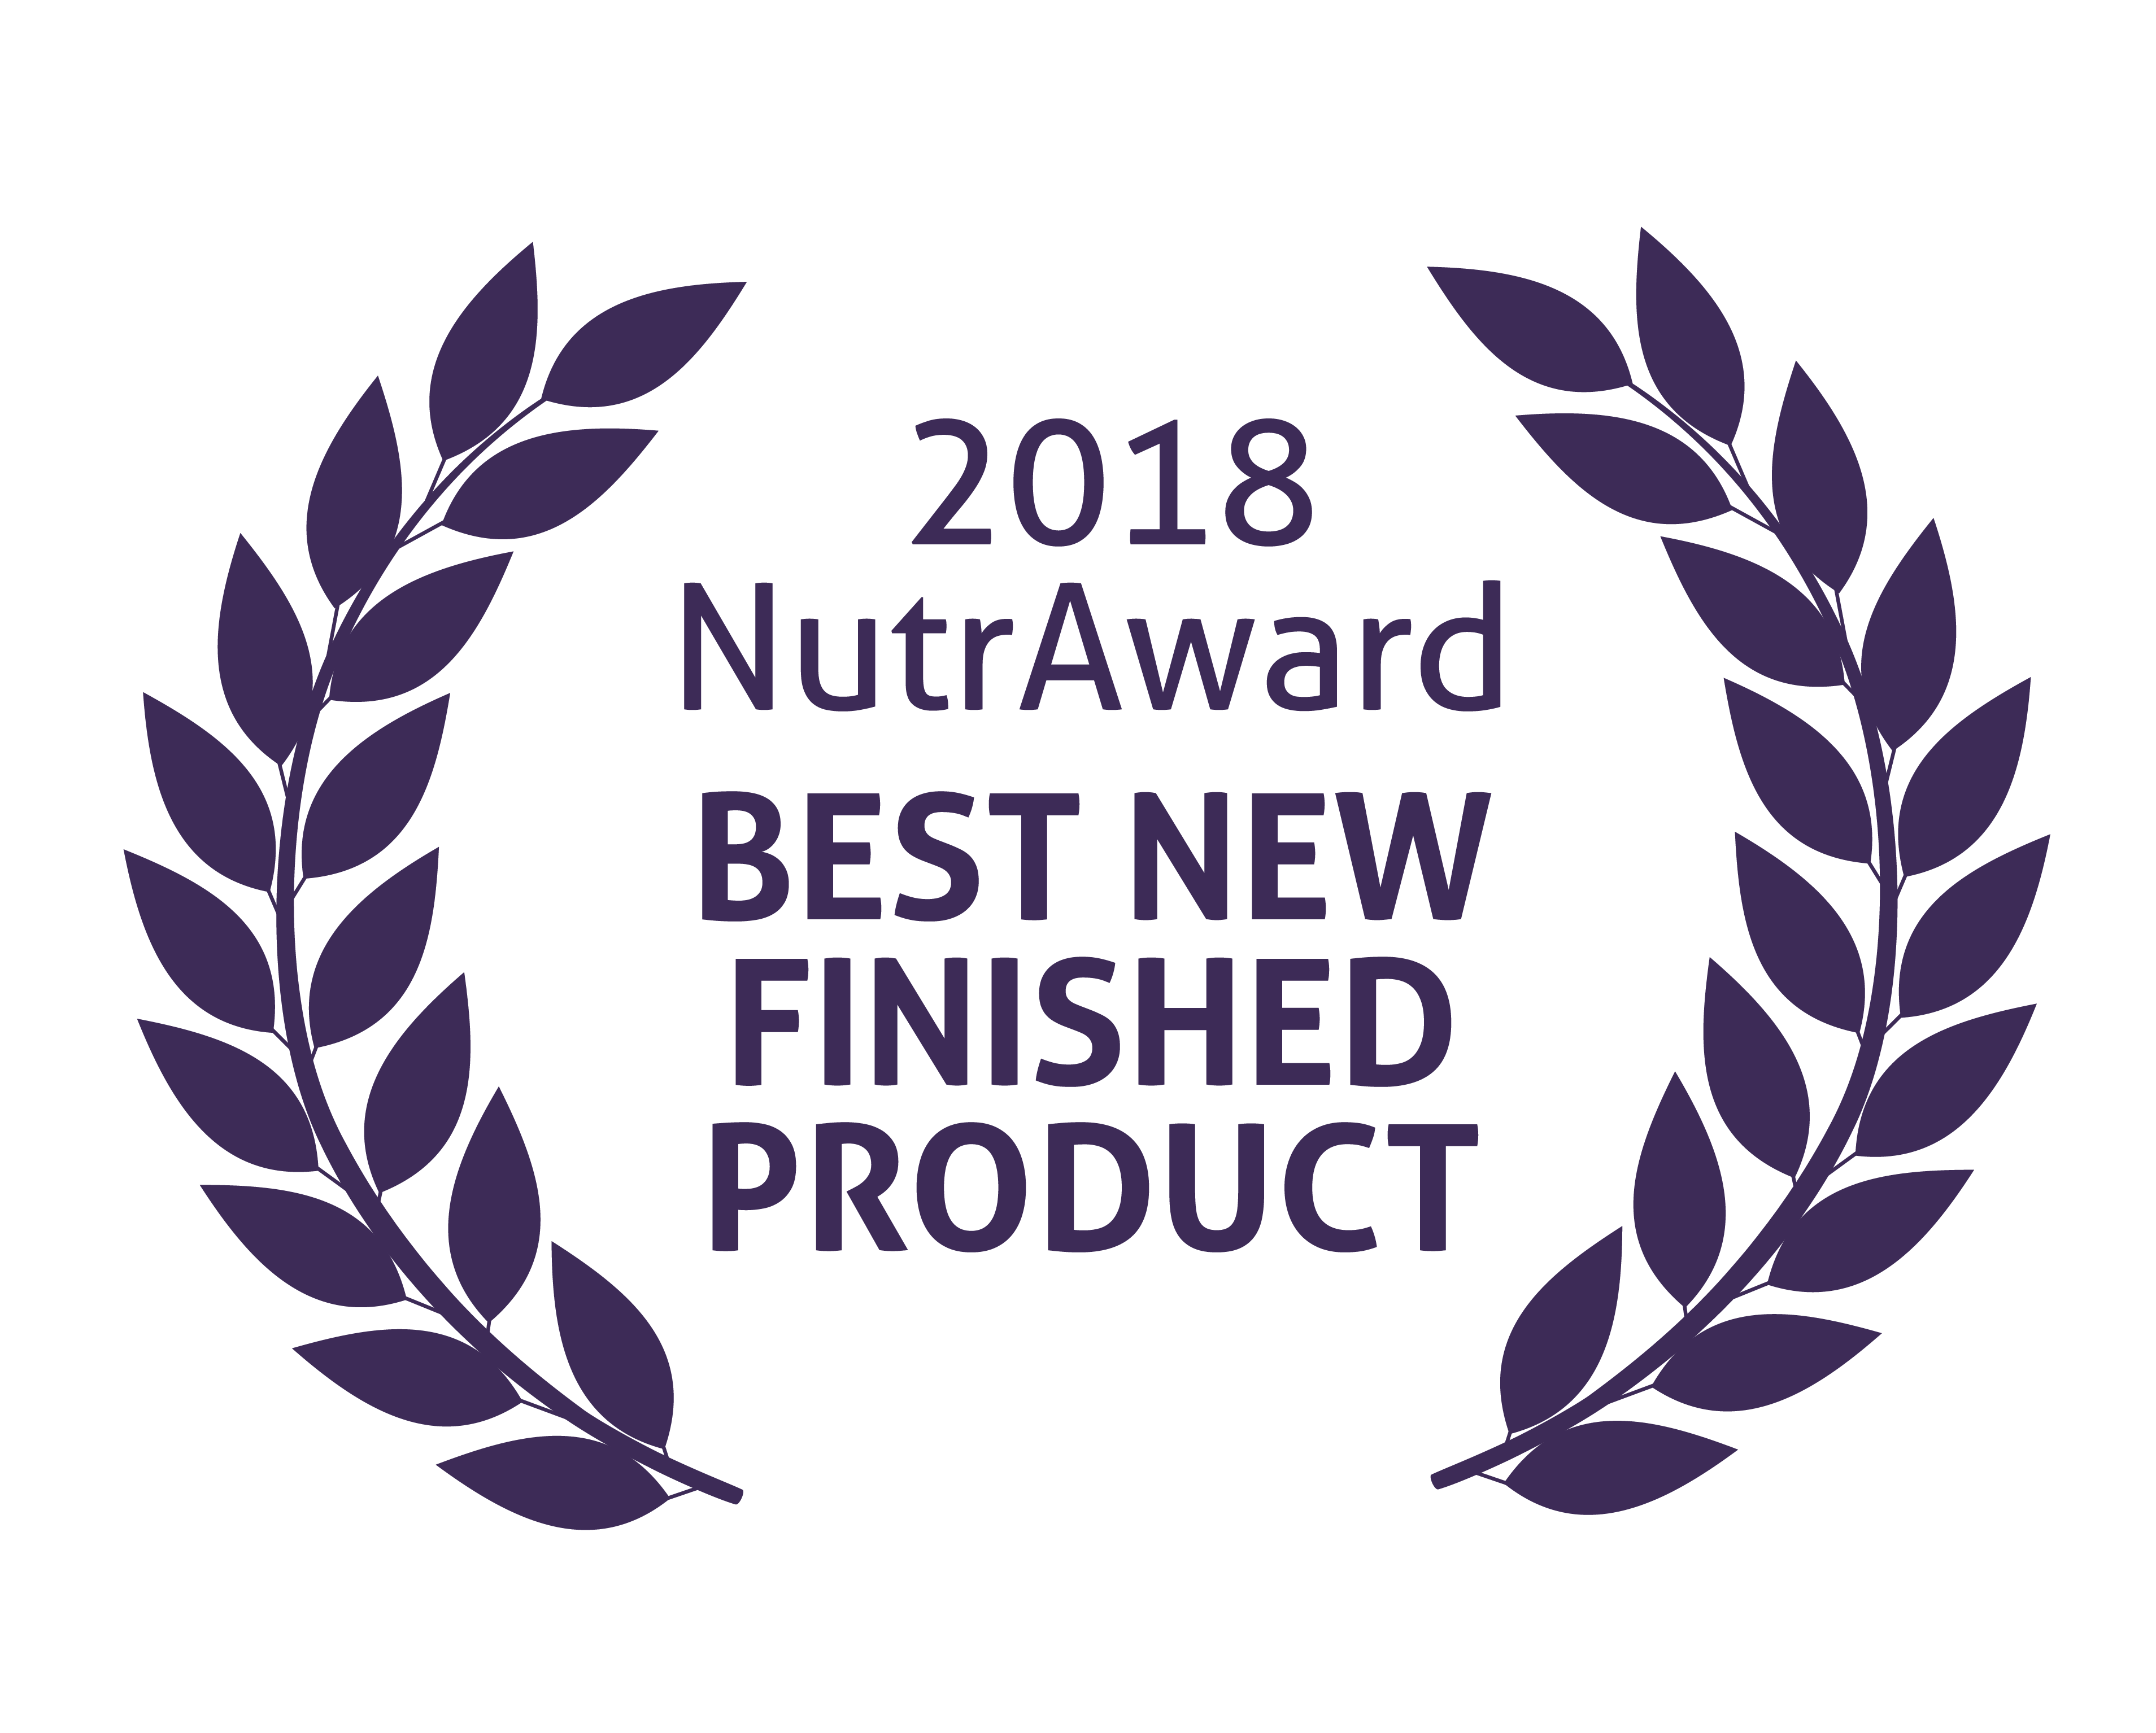 2018
NutrAward
BEST NEW
FINISHED
PRODUCT